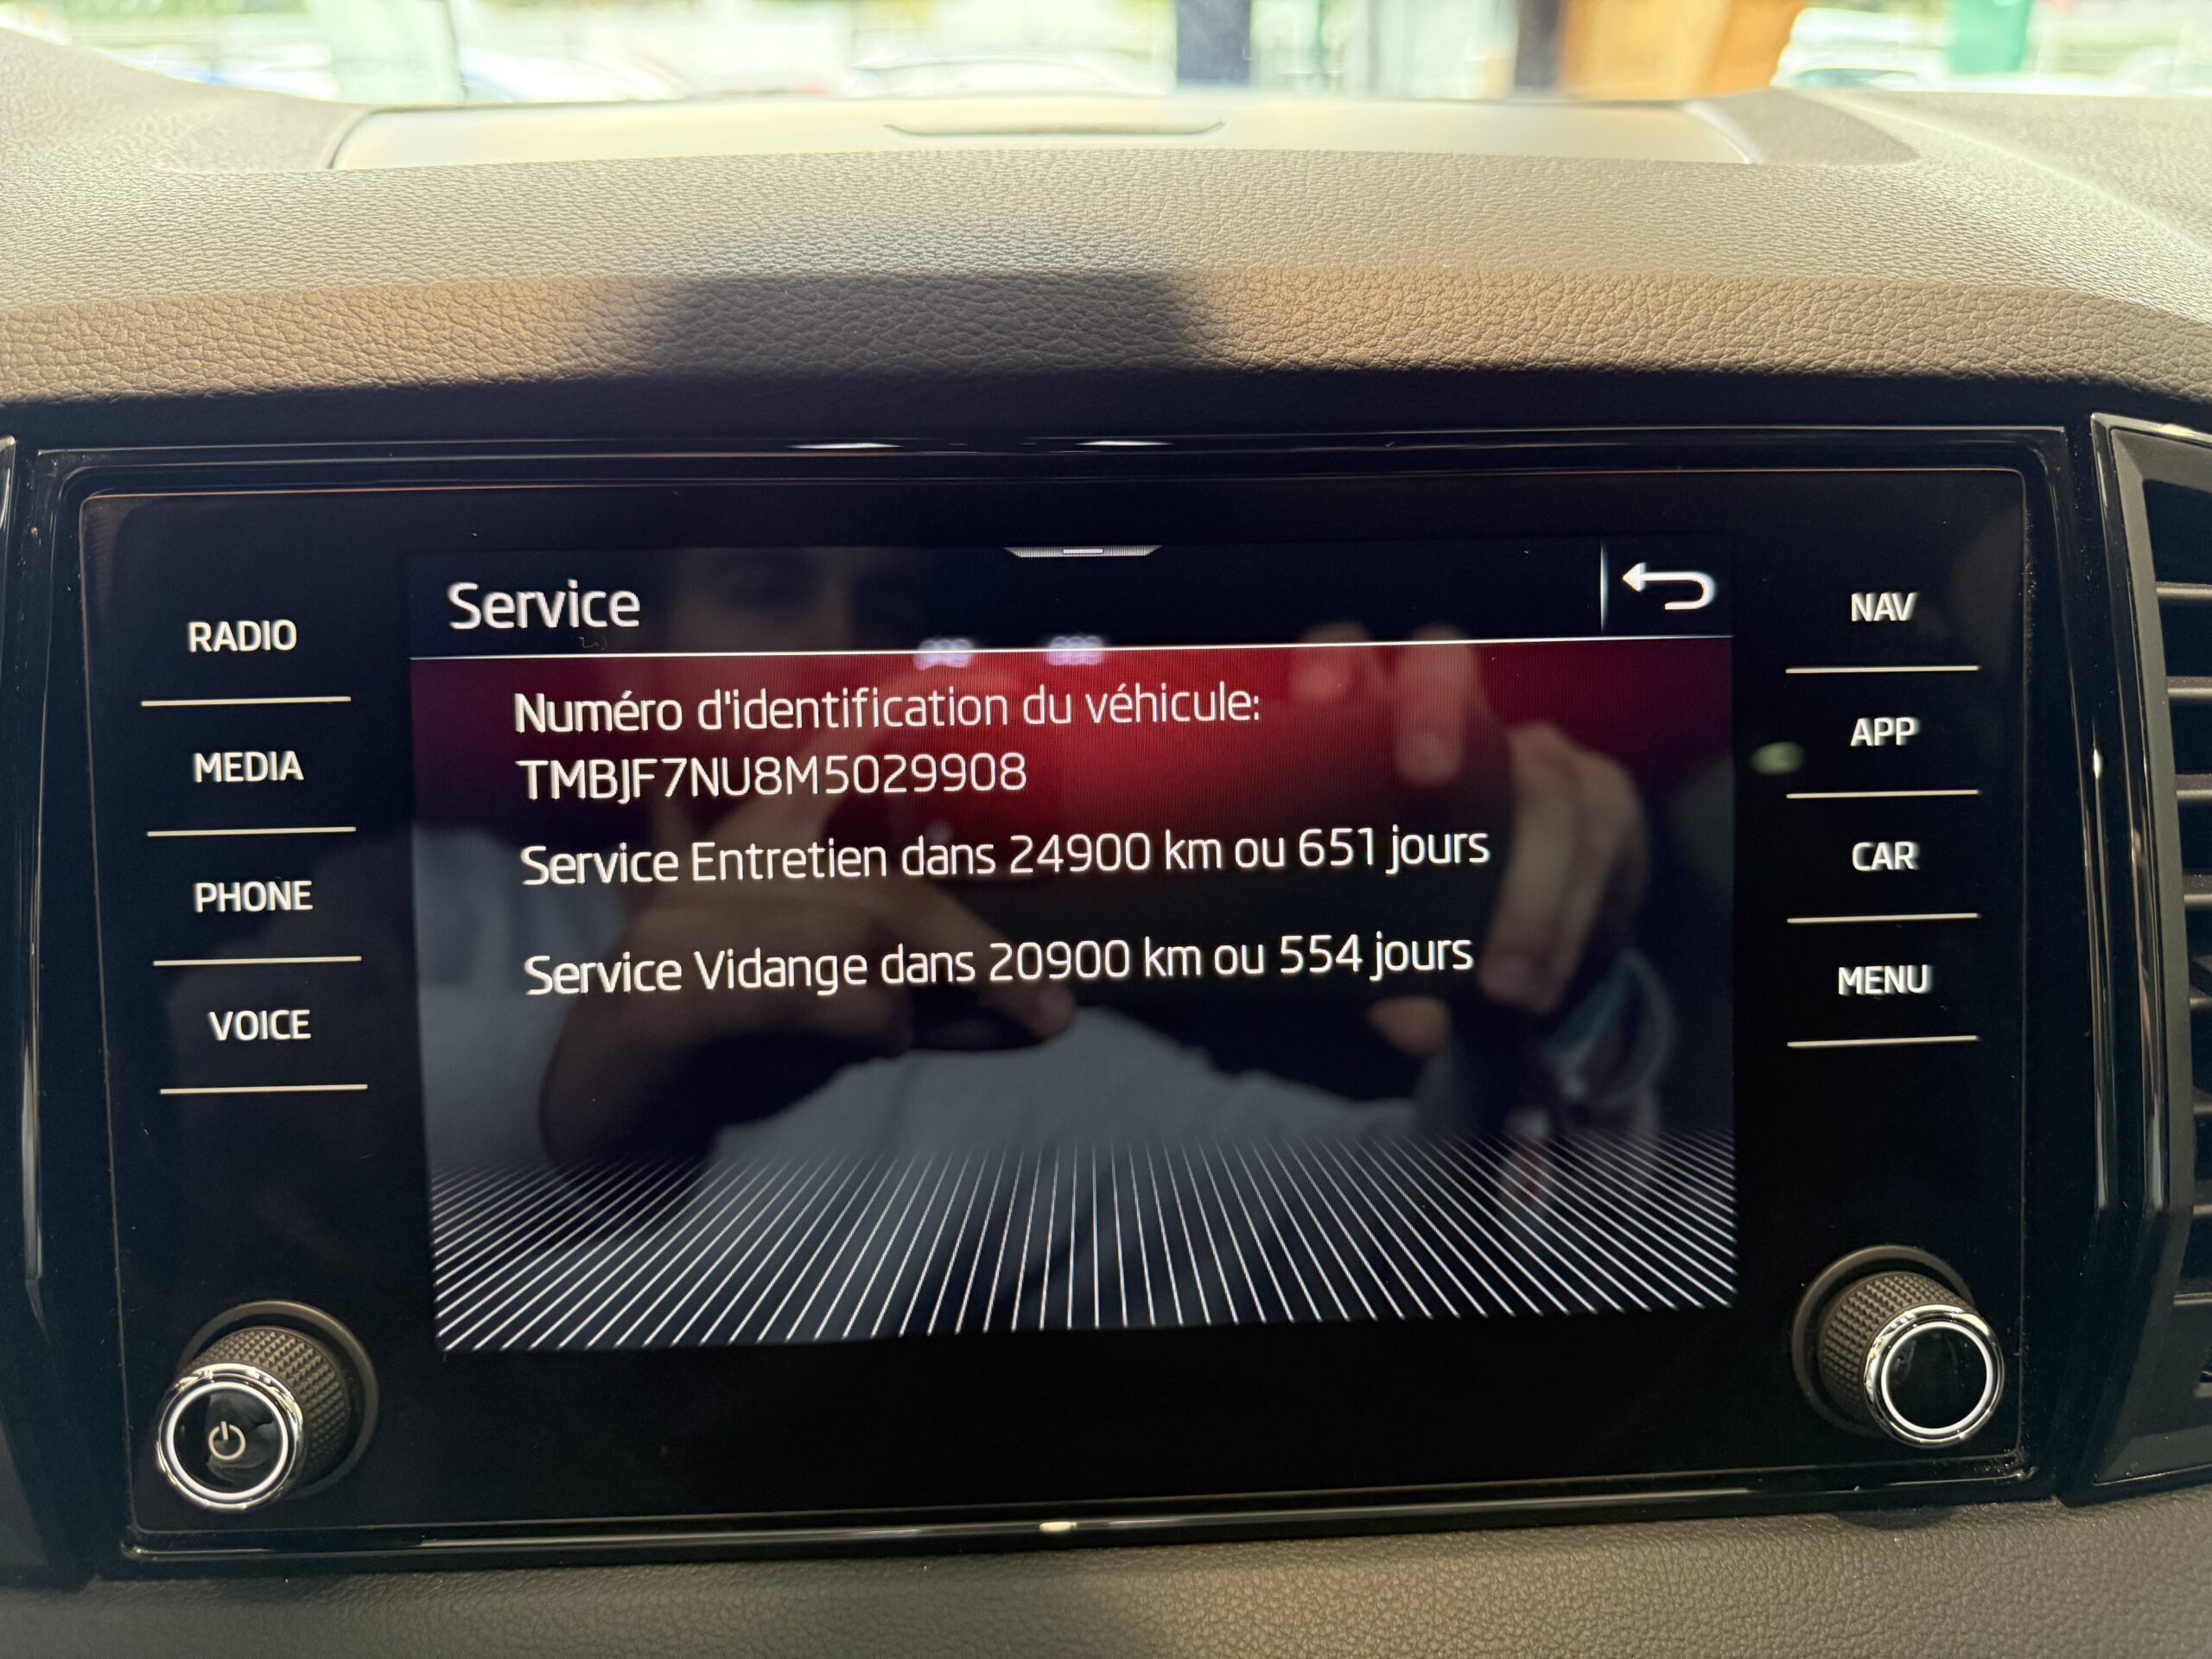 Service
RADIO
MEDIA
PHONE
VOICE
Numéro d'identification du véhicule:
TMBJF7NU8M5029908
Service Entretien dans 24900 km ou 651 jours
Service Vidange dans 20900 km ou 554 jours
NAV
APP
CAR
MENU